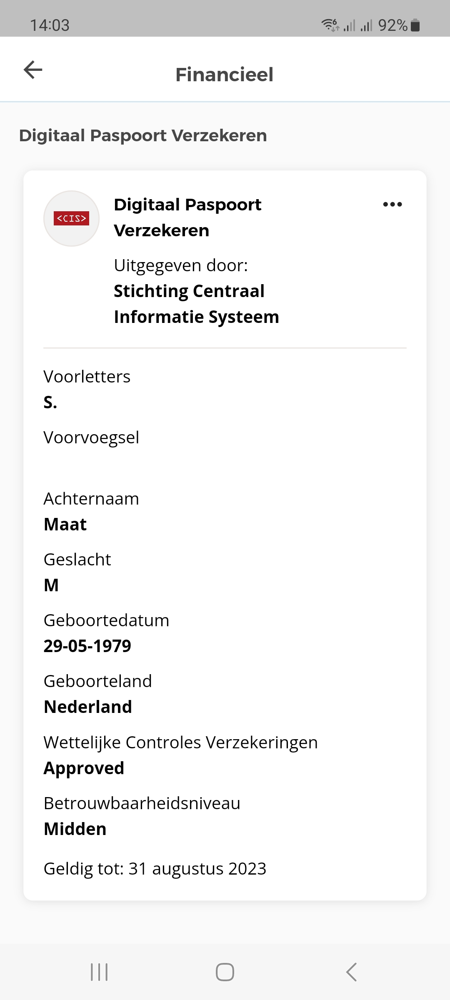 14:03
6
92%
Financieel
Digitaal Paspoort Verzekeren
<CIS>
Digitaal Paspoort
Verzekeren
Uitgegeven door:
Stichting Centraal
Informatie Systeem
Voorletters
S.
Voorvoegsel
Achternaam
Maat
Geslacht
M
Geboortedatum
29-05-1979
Geboorteland
Nederland
Wettelijke Controles Verzekeringen
Approved
Betrouwbaarheidsniveau
Midden
Geldig tot: 31 augustus 2023